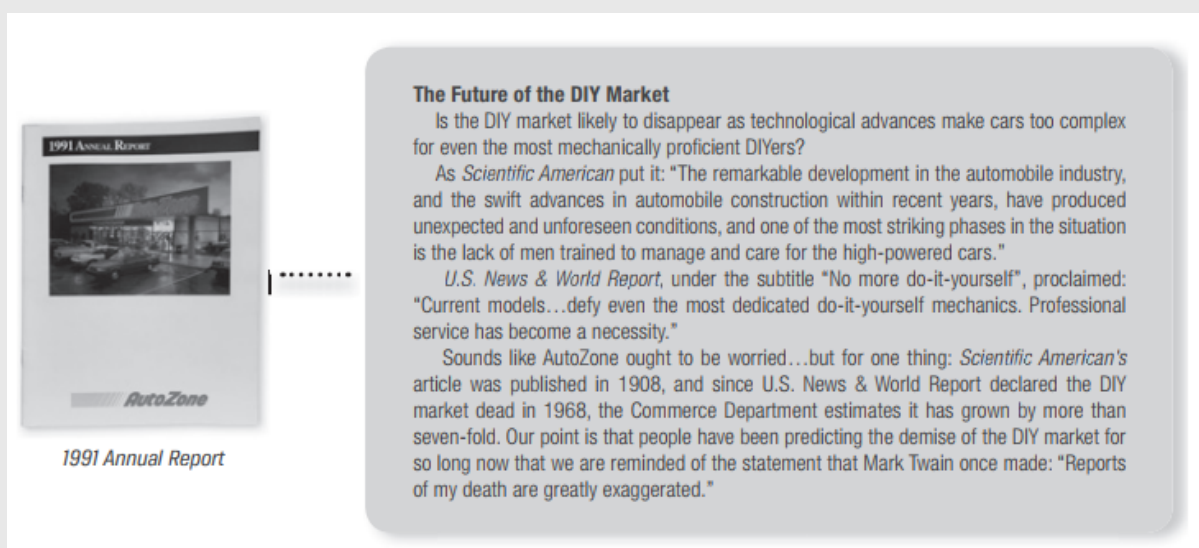 1991 ANNUAL REPORT
AutoZone
1991 Annual Report
The Future of the DIY Market
Is the DIY market likely to disappear as technological advances make cars too complex
for even the most mechanically proficient DIYers?
As Scientific American put it: “The remarkable development in the automobile industry,
and the swift advances in automobile construction within recent years, have produced
unexpected and unforeseen conditions, and one of the most striking phases in the situation
is the lack of men trained to manage and care for the high-powered cars.”
U.S. News & World Report, under the subtitle “No more do-it-yourself”, proclaimed:
“Current models…defy even the most dedicated do-it-yourself mechanics. Professional
service has become a necessity.”
Sounds like AutoZone ought to be worried…but for one thing: Scientific American's
article was published in 1908, and since U.S. News & World Report declared the DIY
market dead in 1968, the Commerce Department estimates it has grown by more than
seven-fold. Our point is that people have been predicting the demise of the DIY market for
so long now that we are reminded of the statement that Mark Twain once made: “Reports
of my death are greatly exaggerated.”